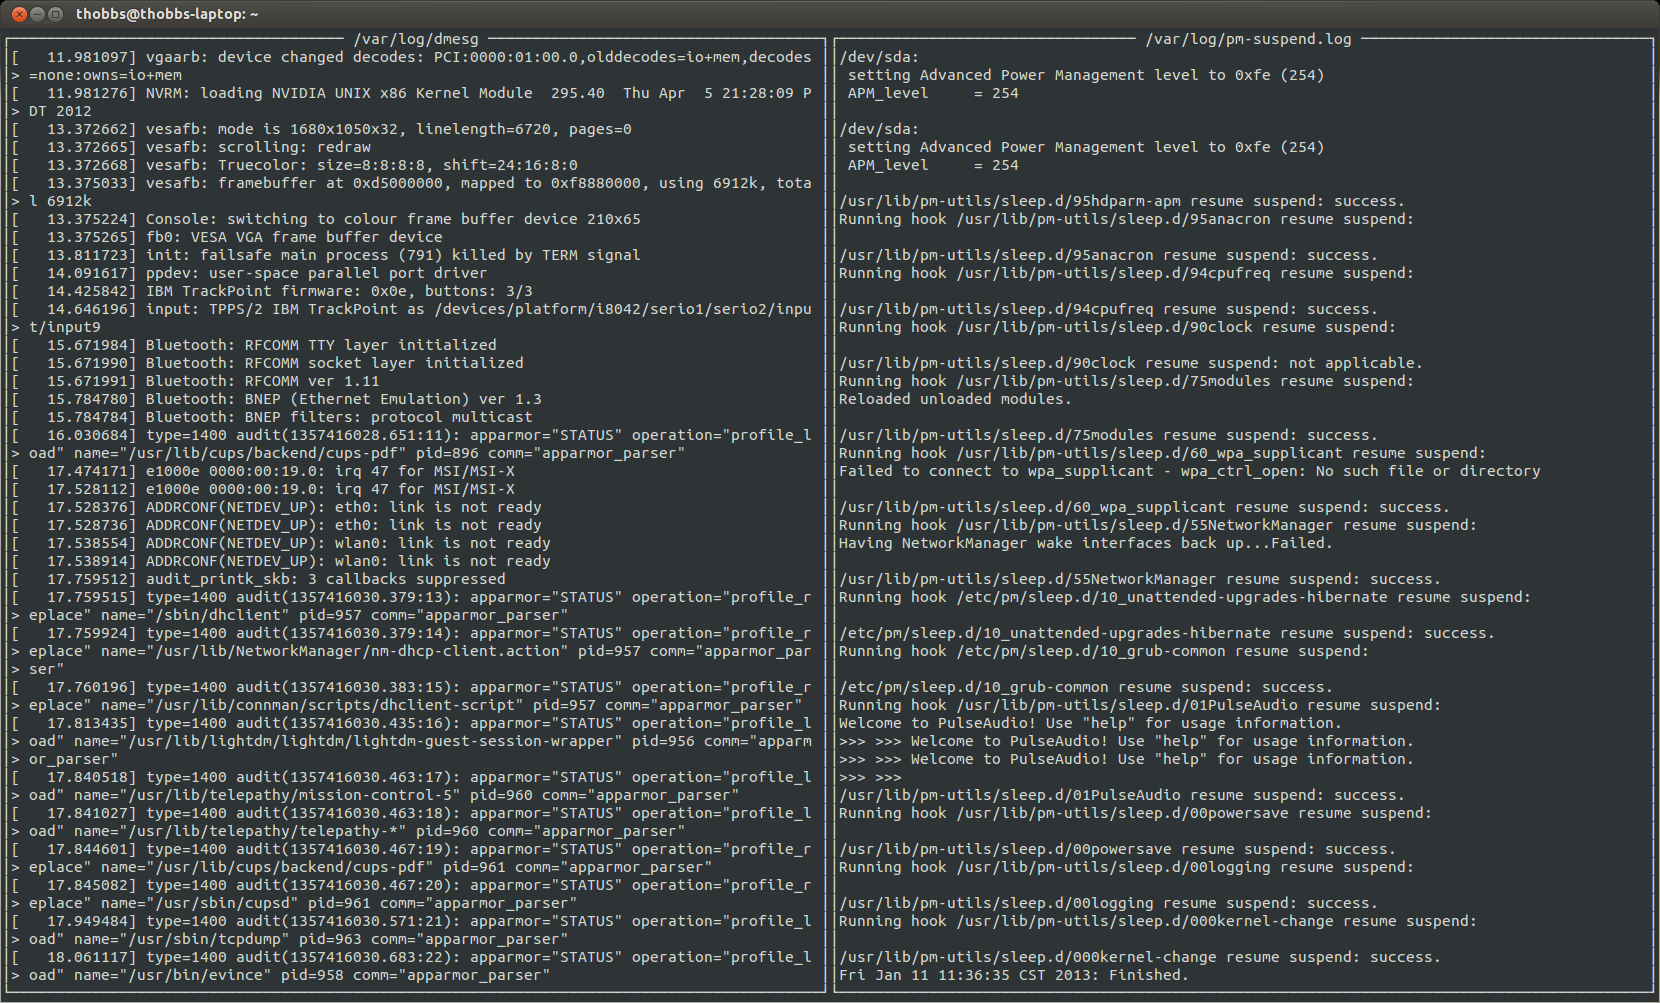 thobbs@thobbs-laptop: ~
/var/log/dmesg
[   11.981097] vgaarb: device changed decodes: PCI:0000:01:00.0,olddecodes=io+mem,decodes
> =none:owns=io+mem
[   11.981276] NVRM: loading NVIDIA UNIX x86 Kernel Module  295.40  Thu Apr  5 21:28:09 P
> DT 2012
[   13.372662] vesafb: mode is 1680x1050x32, linelength=6720, pages=0
[   13.372665] vesafb: scrolling: redraw
[   13.372668] vesafb: Truecolor: size=8:8:8:8, shift=24:16:8:0
[   13.375033] vesafb: framebuffer at 0xd5000000, mapped to 0xf8880000, using 6912k, tota
> l 6912k
[   13.375224] Console: switching to colour frame buffer device 210x65
[   13.375265] fb0: VESA VGA frame buffer device
[   13.811723] init: failsafe main process (791) killed by TERM signal
[   14.091617] ppdev: user-space parallel port driver
[   14.425842] IBM TrackPoint firmware: 0x0e, buttons: 3/3
[   14.646196] input: TPPS/2 IBM TrackPoint as /devices/platform/i8042/serio1/serio2/inpu
> t/input9
[   15.671984] Bluetooth: RFCOMM TTY layer initialized
[   15.671990] Bluetooth: RFCOMM socket layer initialized
[   15.671991] Bluetooth: RFCOMM ver 1.11
[   15.784780] Bluetooth: BNEP (Ethernet Emulation) ver 1.3
[   15.784784] Bluetooth: BNEP filters: protocol multicast
[   16.030684] type=1400 audit(1357416028.651:11): apparmor="STATUS" operation="profile_l
> oad" name="/usr/lib/cups/backend/cups-pdf" pid=896 comm="apparmor_parser"
[   17.474171] e1000e 0000:00:19.0: irq 47 for MSI/MSI-X
[   17.528112] e1000e 0000:00:19.0: irq 47 for MSI/MSI-X
[   17.528376] ADDRCONF(NETDEV_UP): eth0: link is not ready
[   17.528736] ADDRCONF(NETDEV_UP): eth0: link is not ready
[   17.538554] ADDRCONF(NETDEV_UP): wlan0: link is not ready
[   17.538914] ADDRCONF(NETDEV_UP): wlan0: link is not ready
[   17.759512] audit_printk_skb: 3 callbacks suppressed
[   17.759515] type=1400 audit(1357416030.379:13): apparmor="STATUS" operation="profile_r
> eplace" name="/sbin/dhclient" pid=957 comm="apparmor_parser"
[   17.759924] type=1400 audit(1357416030.379:14): apparmor="STATUS" operation="profile_r
> eplace" name="/usr/lib/NetworkManager/nm-dhcp-client.action" pid=957 comm="apparmor_par
> ser"
[   17.760196] type=1400 audit(1357416030.383:15): apparmor="STATUS" operation="profile_r
> eplace" name="/usr/lib/connman/scripts/dhclient-script" pid=957 comm="apparmor_parser"
[   17.813435] type=1400 audit(1357416030.435:16): apparmor="STATUS" operation="profile_l
> oad" name="/usr/lib/lightdm/lightdm/lightdm-guest-session-wrapper" pid=956 comm="apparm
> or_parser"
[   17.840518] type=1400 audit(1357416030.463:17): apparmor="STATUS" operation="profile_l
> oad" name="/usr/lib/telepathy/mission-control-5" pid=960 comm="apparmor_parser"
[   17.841027] type=1400 audit(1357416030.463:18): apparmor="STATUS" operation="profile_l
> oad" name="/usr/lib/telepathy/telepathy-*" pid=960 comm="apparmor_parser"
[   17.844601] type=1400 audit(1357416030.467:19): apparmor="STATUS" operation="profile_r
> eplace" name="/usr/lib/cups/backend/cups-pdf" pid=961 comm="apparmor_parser"
[   17.845082] type=1400 audit(1357416030.467:20): apparmor="STATUS" operation="profile_r
> eplace" name="/usr/sbin/cupsd" pid=961 comm="apparmor_parser"
[   17.949484] type=1400 audit(1357416030.571:21): apparmor="STATUS" operation="profile_l
> oad" name="/usr/sbin/tcpdump" pid=963 comm="apparmor_parser"
[   18.061117] type=1400 audit(1357416030.683:22): apparmor="STATUS" operation="profile_l
> oad" name="/usr/bin/evince" pid=958 comm="apparmor_parser"
/var/log/pm-suspend.log
/dev/sda:
 setting Advanced Power Management level to 0xfe (254)
 APM_level     = 254
/dev/sda:
 setting Advanced Power Management level to 0xfe (254)
 APM_level     = 254
/usr/lib/pm-utils/sleep.d/95hdparm-apm resume suspend: success.
Running hook /usr/lib/pm-utils/sleep.d/95anacron resume suspend:
/usr/lib/pm-utils/sleep.d/95anacron resume suspend: success.
Running hook /usr/lib/pm-utils/sleep.d/94cpufreq resume suspend:
/usr/lib/pm-utils/sleep.d/94cpufreq resume suspend: success.
Running hook /usr/lib/pm-utils/sleep.d/90clock resume suspend:
/usr/lib/pm-utils/sleep.d/90clock resume suspend: not applicable.
Running hook /usr/lib/pm-utils/sleep.d/75modules resume suspend:
Reloaded unloaded modules.
/usr/lib/pm-utils/sleep.d/75modules resume suspend: success.
Running hook /usr/lib/pm-utils/sleep.d/60_wpa_supplicant resume suspend:
Failed to connect to wpa_supplicant - wpa_ctrl_open: No such file or directory
/usr/lib/pm-utils/sleep.d/60_wpa_supplicant resume suspend: success.
Running hook /usr/lib/pm-utils/sleep.d/55NetworkManager resume suspend:
Having NetworkManager wake interfaces back up...Failed.
/usr/lib/pm-utils/sleep.d/55NetworkManager resume suspend: success.
Running hook /etc/pm/sleep.d/10_unattended-upgrades-hibernate resume suspend:
/etc/pm/sleep.d/10_unattended-upgrades-hibernate resume suspend: success.
Running hook /etc/pm/sleep.d/10_grub-common resume suspend:
/etc/pm/sleep.d/10_grub-common resume suspend: success.
Running hook /usr/lib/pm-utils/sleep.d/01PulseAudio resume suspend:
Welcome to PulseAudio! Use "help" for usage information.
>>> >>> Welcome to PulseAudio! Use "help" for usage information.
>>> >>> Welcome to PulseAudio! Use "help" for usage information.
>>> >>>
/usr/lib/pm-utils/sleep.d/01PulseAudio resume suspend: success.
Running hook /usr/lib/pm-utils/sleep.d/00powersave resume suspend:
/usr/lib/pm-utils/sleep.d/00powersave resume suspend: success.
Running hook /usr/lib/pm-utils/sleep.d/00logging resume suspend:
/usr/lib/pm-utils/sleep.d/00logging resume suspend: success.
Running hook /usr/lib/pm-utils/sleep.d/000kernel-change resume suspend:
/usr/lib/pm-utils/sleep.d/000kernel-change resume suspend: success.
Fri Jan 11 11:36:35 CST 2013: Finished.